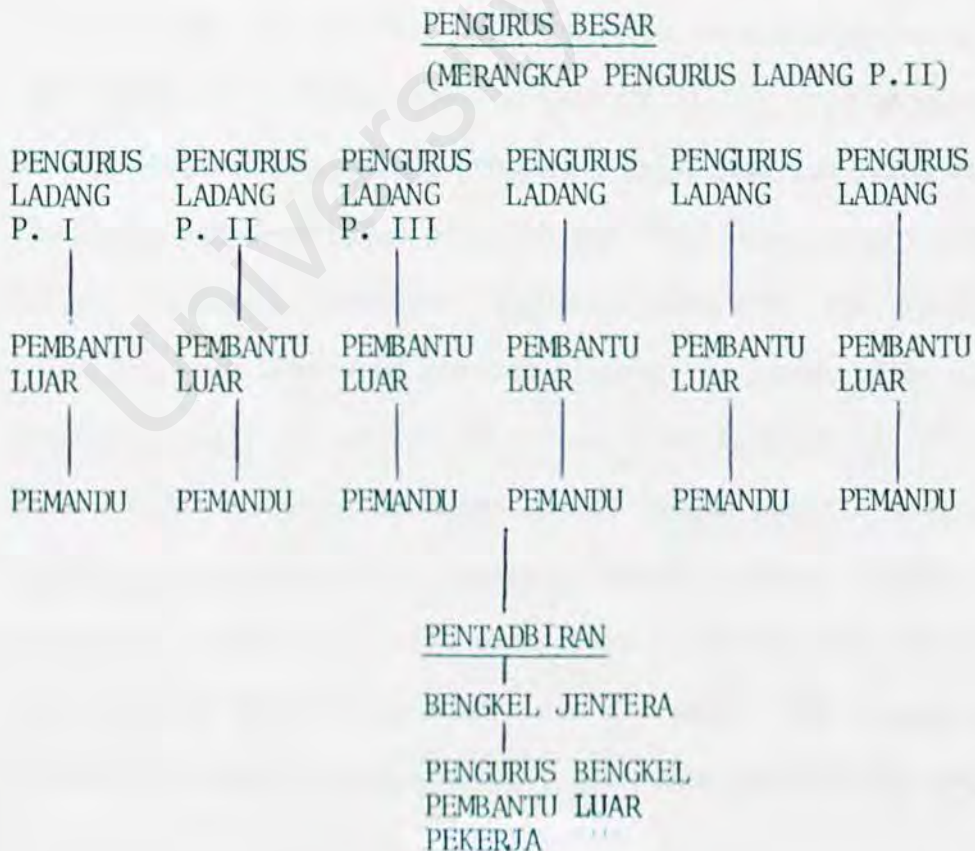 PENGURUS BESAR
(MERANGKAP PENGURUS LADANG P.II)
PENGURUS PENGURUS PENGURUS PENGURUS PENGURUS PENGURUS
LADANG LADANG LADANG LADANG LADANG LADANG
P. I P. II P. III
PEMBANTU PEMBANTU PEMBANTU PEMBANTU PEMBANTU PEMBANTU
LUAR LUAR LUAR LUAR LUAR LUAR
PEMANDU PEMANDU PEMANDU PEMANDU PEMANDU PEMANDU
PENTADBIRAN
BENGKEL JENTERA
PENGURUS BENGKEL
PEMBANTU LUAR
PEKERJA
University